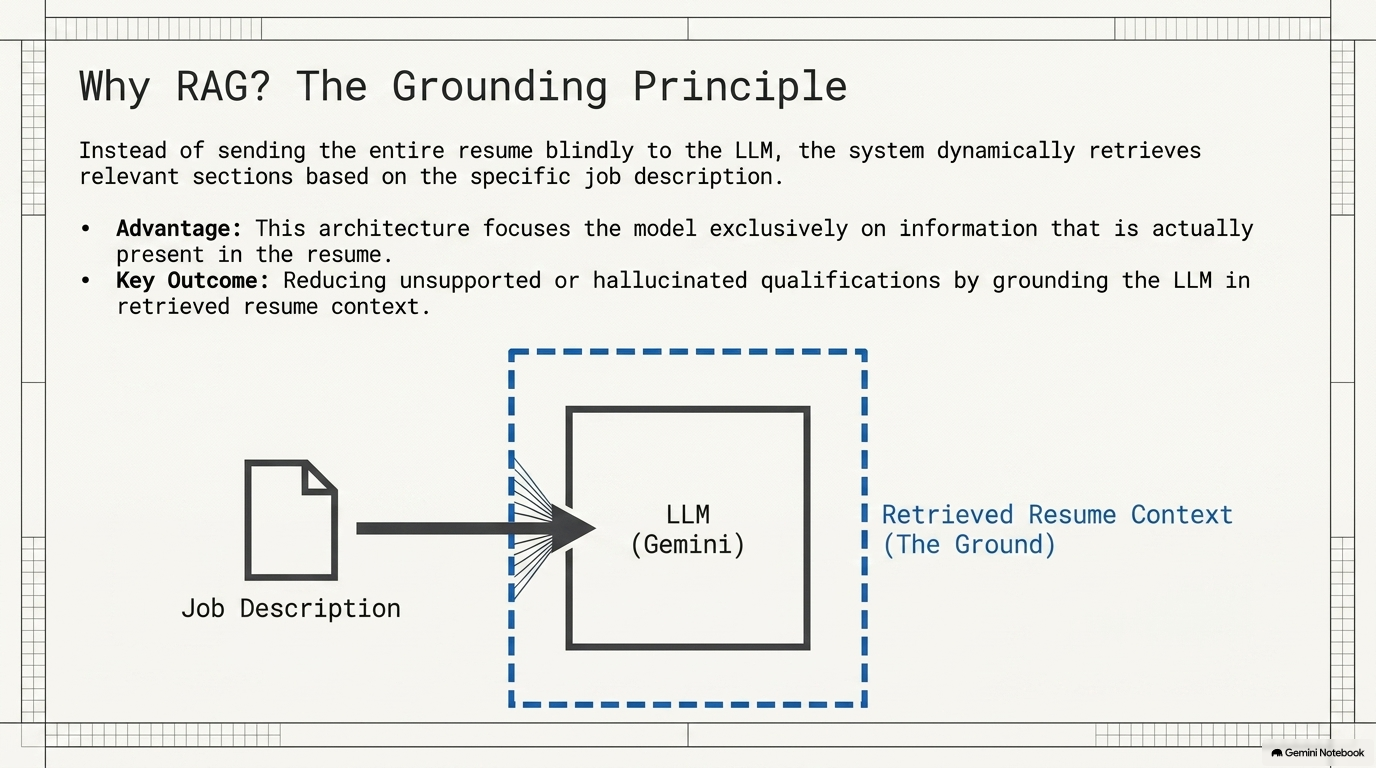 Why RAG? The Grounding Principle
Instead of sending the entire resume blindly to the LLM, the system dynamically retrieves
relevant sections based on the specific job description.
• Advantage: This architecture focuses the model exclusively on information that is actually
present in the resume.
• Key Outcome: Reducing unsupported or hallucinated qualifications by grounding the LLM in
retrieved resume context.
Job Description
LLM
(Gemini)
Retrieved Resume Context
(The Ground)
Gemini Notebook